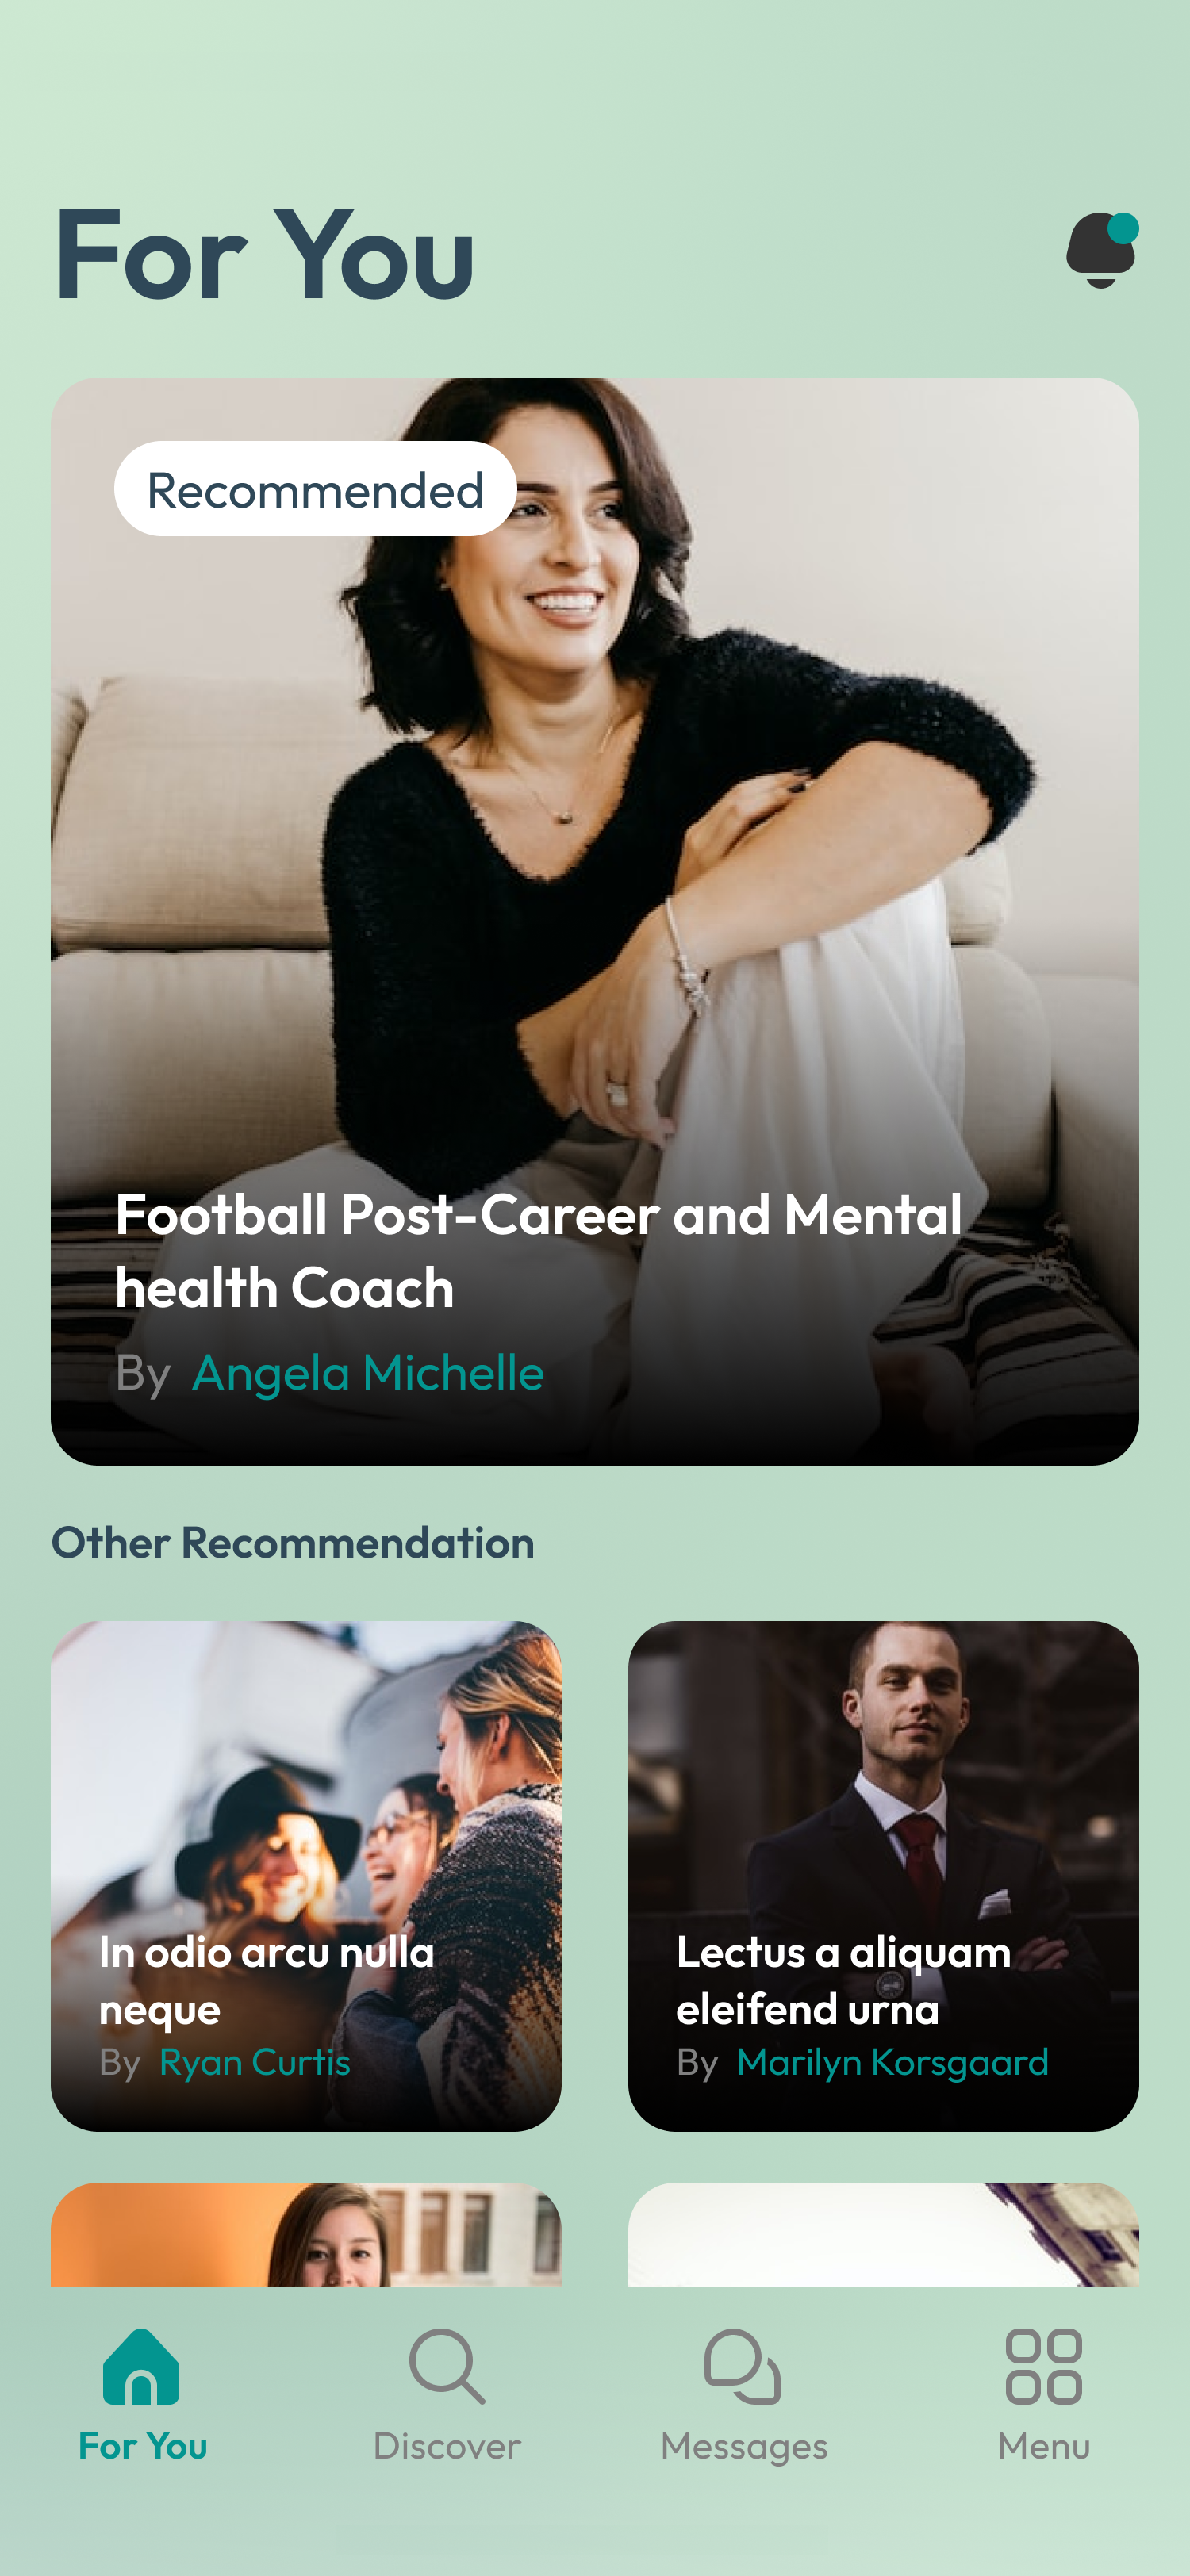 For You
Recommended
Football Post-Career and Mental
health Coach
By Angela Michelle
Other Recommendation
In odio arcu nulla
neque
By Ryan Curtis
Lectus a aliquam
eleifend urna
By Marilyn Korsgaard
For You
Discover
Messages
Menu